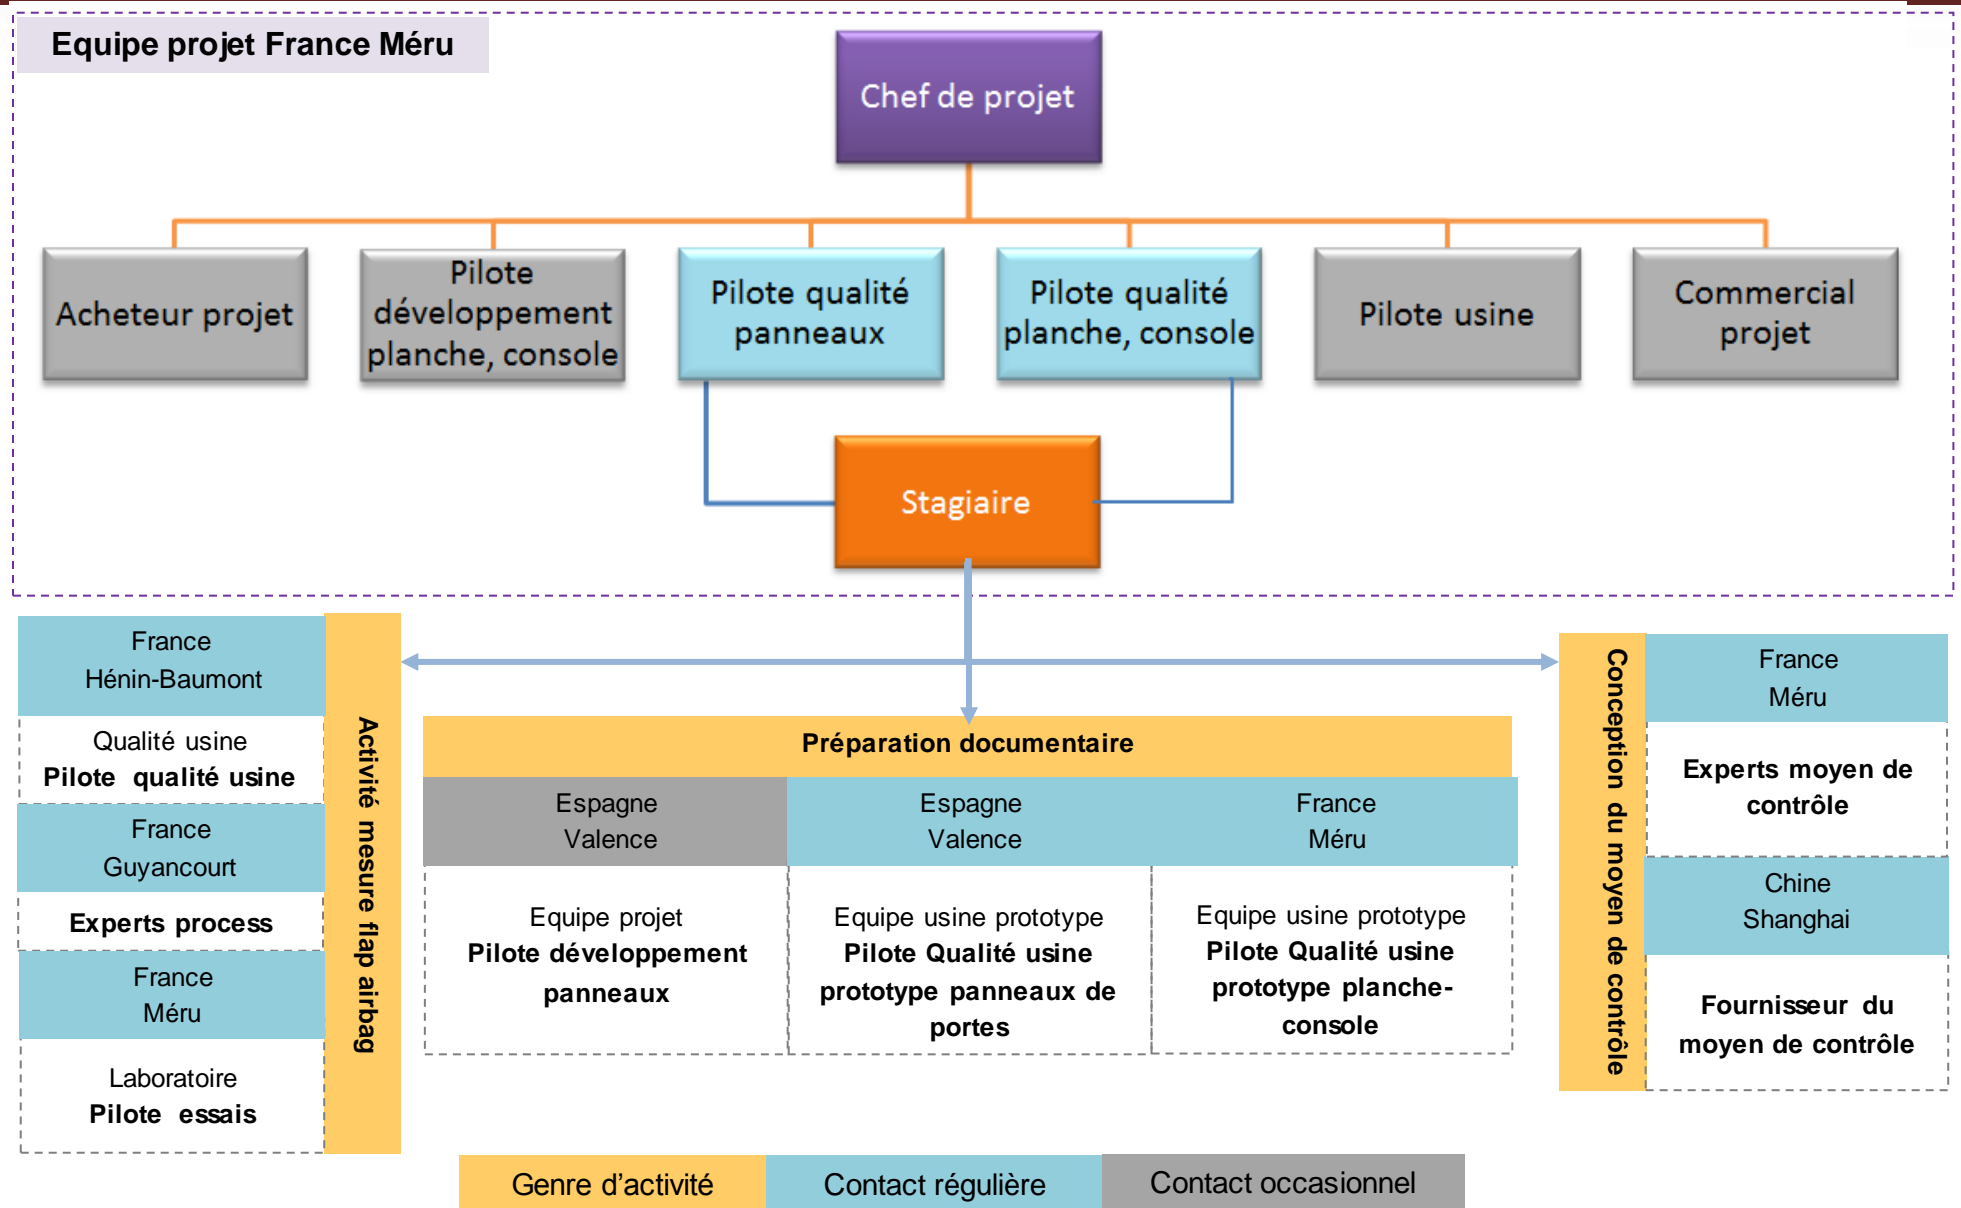 Equipe projet France Méru
Chef de projet
Acheteur projet
Pilote
développement
planche, console
Pilote qualité
panneaux
Pilote qualité
planche, console
Pilote usine
Commercial
projet
Stagiaire
France
Hénin-Baumont
Qualité usine
Pilote qualité usine
France
Guyancourt
Experts process
France
Méru
Laboratoire
Pilote essais
Activité mesure flap airbag
Préparation documentaire
Espagne
Valence
Equipe projet
Pilote développement
panneaux
Espagne
Valence
Equipe usine prototype
Pilote Qualité usine
prototype panneaux de
portes
France
Méru
Equipe usine prototype
Pilote Qualité usine
prototype planche-
console
Conception du moyen de contrôle
France
Méru
Experts moyen de
contrôle
Chine
Shanghai
Fournisseur du
moyen de contrôle
Genre d'activité
Contact régulière
Contact occasionnel